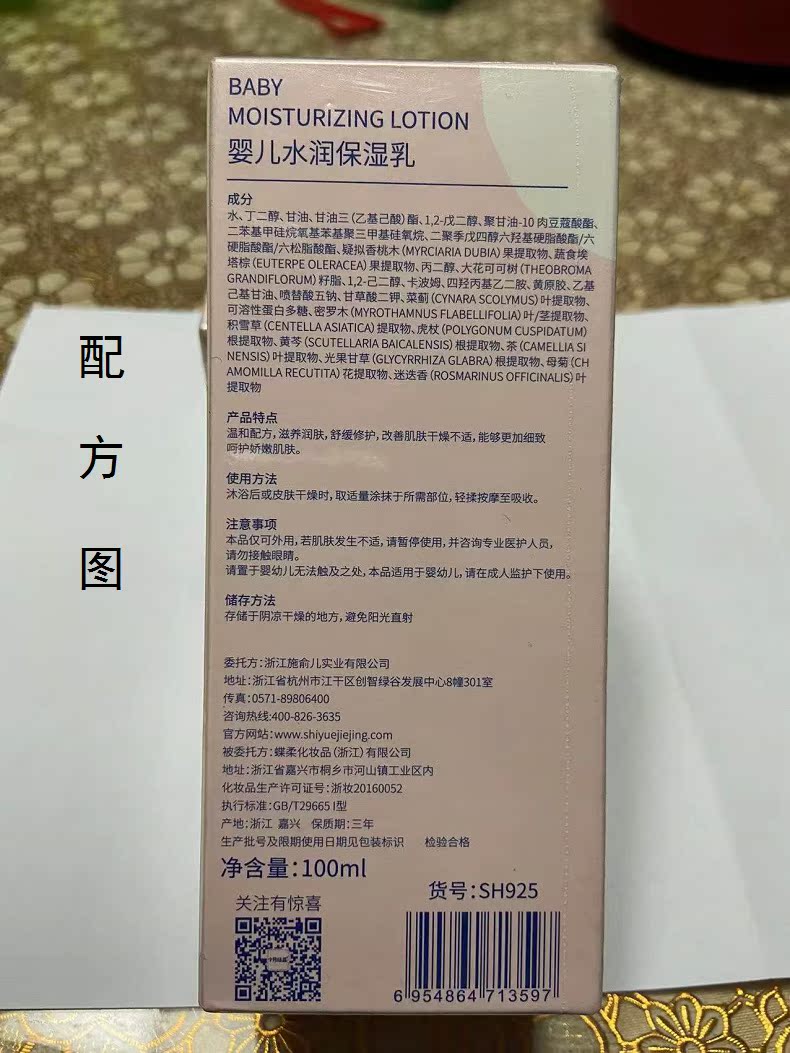 BABY
MOISTURIZING LOTION
婴儿水润保湿乳
成分
水、丁二醇、甘油、甘油三(乙基己酸)酯、1,2-戊二醇、聚甘油-10 肉豆蔻酸酯、
二苯基甲硅烷氧基苯基聚三甲基硅氧烷、二聚季戊四醇六羟基硬脂酸酯/六
硬脂酸酯/六松脂酸酯、疑拟香桃木(MYRCIARIA DUBIA)果提取物、蔬食埃
塔棕(EUTERPE OLERACEA)果提取物、丙二醇、大花可可树(THEOBROMA
GRANDIFLORUM)籽脂、1,2-己二醇、卡波姆、四羟丙基乙二胺、黄原胶、乙基
己基甘油、喷替酸五钠、甘草酸二钾、菜蓟(CYNARA SCOLYMUS)叶提取物、
可溶性蛋白多糖、密罗木(MYROTHAMNUS FLABELLIFOLIA)叶/茎提取物、
积雪草(CENTELLA ASIATICA)提取物、虎杖(POLYGONUM CUSPIDATUM)
根提取物、黄芩(SCUTELLARIA BAICALENSIS)根提取物、茶(CAMELLIA SI
NENSIS)叶提取物、光果甘草(GLYCYRRHIZA GLABRA)根提取物、母菊(CH
AMOMILLA RECUTITA)花提取物、迷迭香(ROSMARINUS OFFICINALIS)叶
提取物
产品特点
温和配方,滋养润肤,舒缓修护,改善肌肤干燥不适,能够更加细致
呵护娇嫩肌肤。
使用方法
沐浴后或皮肤干燥时,取适量涂抹于所需部位,轻揉按摩至吸收。
注意事项
本品仅可外用,若肌肤发生不适,请暂停使用,并咨询专业医护人员,
请勿接触眼睛。
请置于婴幼儿无法触及之处,本品适用于婴幼儿,请在成人监护下使用。
储存方法
存储于阴凉干燥的地方,避免阳光直射
委托方:浙江施俞儿实业有限公司
地址:浙江省杭州市江干区创智绿谷发展中心8幢301室
传真:0571-89806400
咨询热线:400-826-3635
官方网站:www.shiyuejiejing.com
被委托方:蝶柔化妆品(浙江)有限公司
地址:浙江省嘉兴市桐乡市河山镇工业区内
化妆品生产许可证号:浙妆20160052
执行标准:GB/T29665 I型
产地:浙江 嘉兴 保质期:三年
生产批号及限期使用日期见包装标识 检验合格
净含量:100ml
货号:SH925
关注有惊喜
6 954864 713597
配
方
图